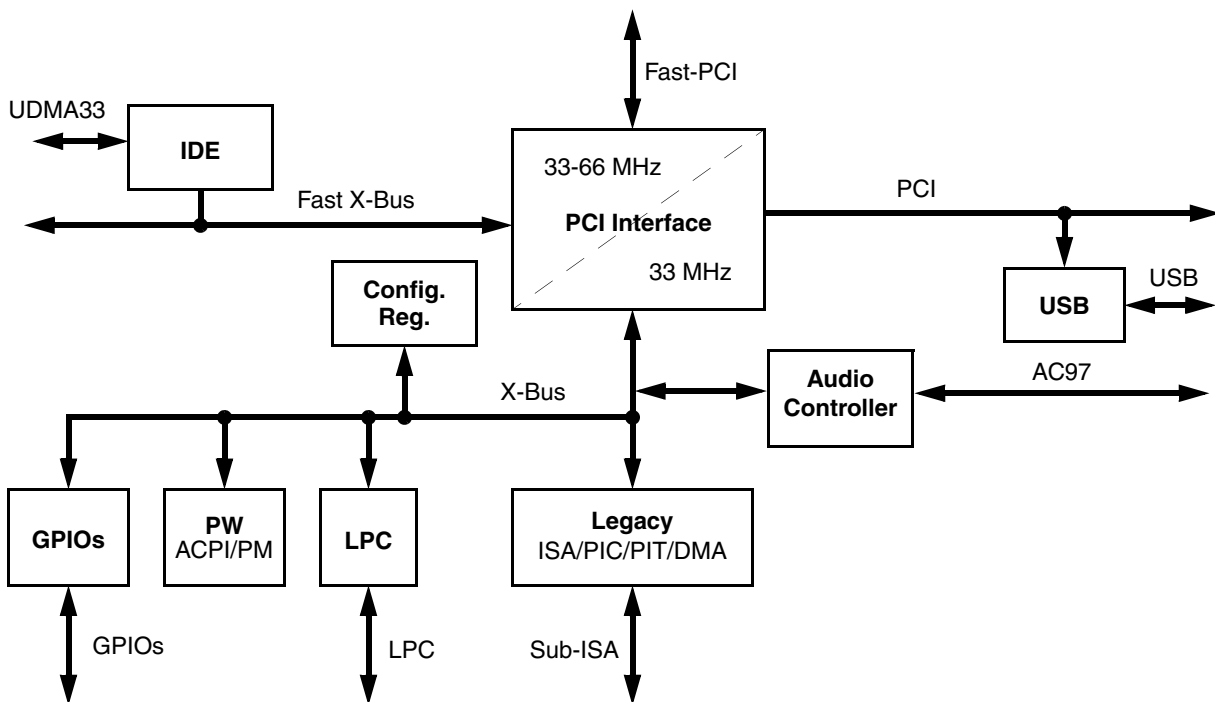 Fast-PCI
UDMA33
IDE
33-66 MHz
PCI
Fast X-Bus
PCI Interface
33 MHz
USB
USB
Config.
Reg.
Audio
Controller
AC97
X-Bus
GPIOs
PW
ACPI/PM
LPC
Legacy
ISA/PIC/PIT/DMA
GPIOs
LPC
Sub-ISA